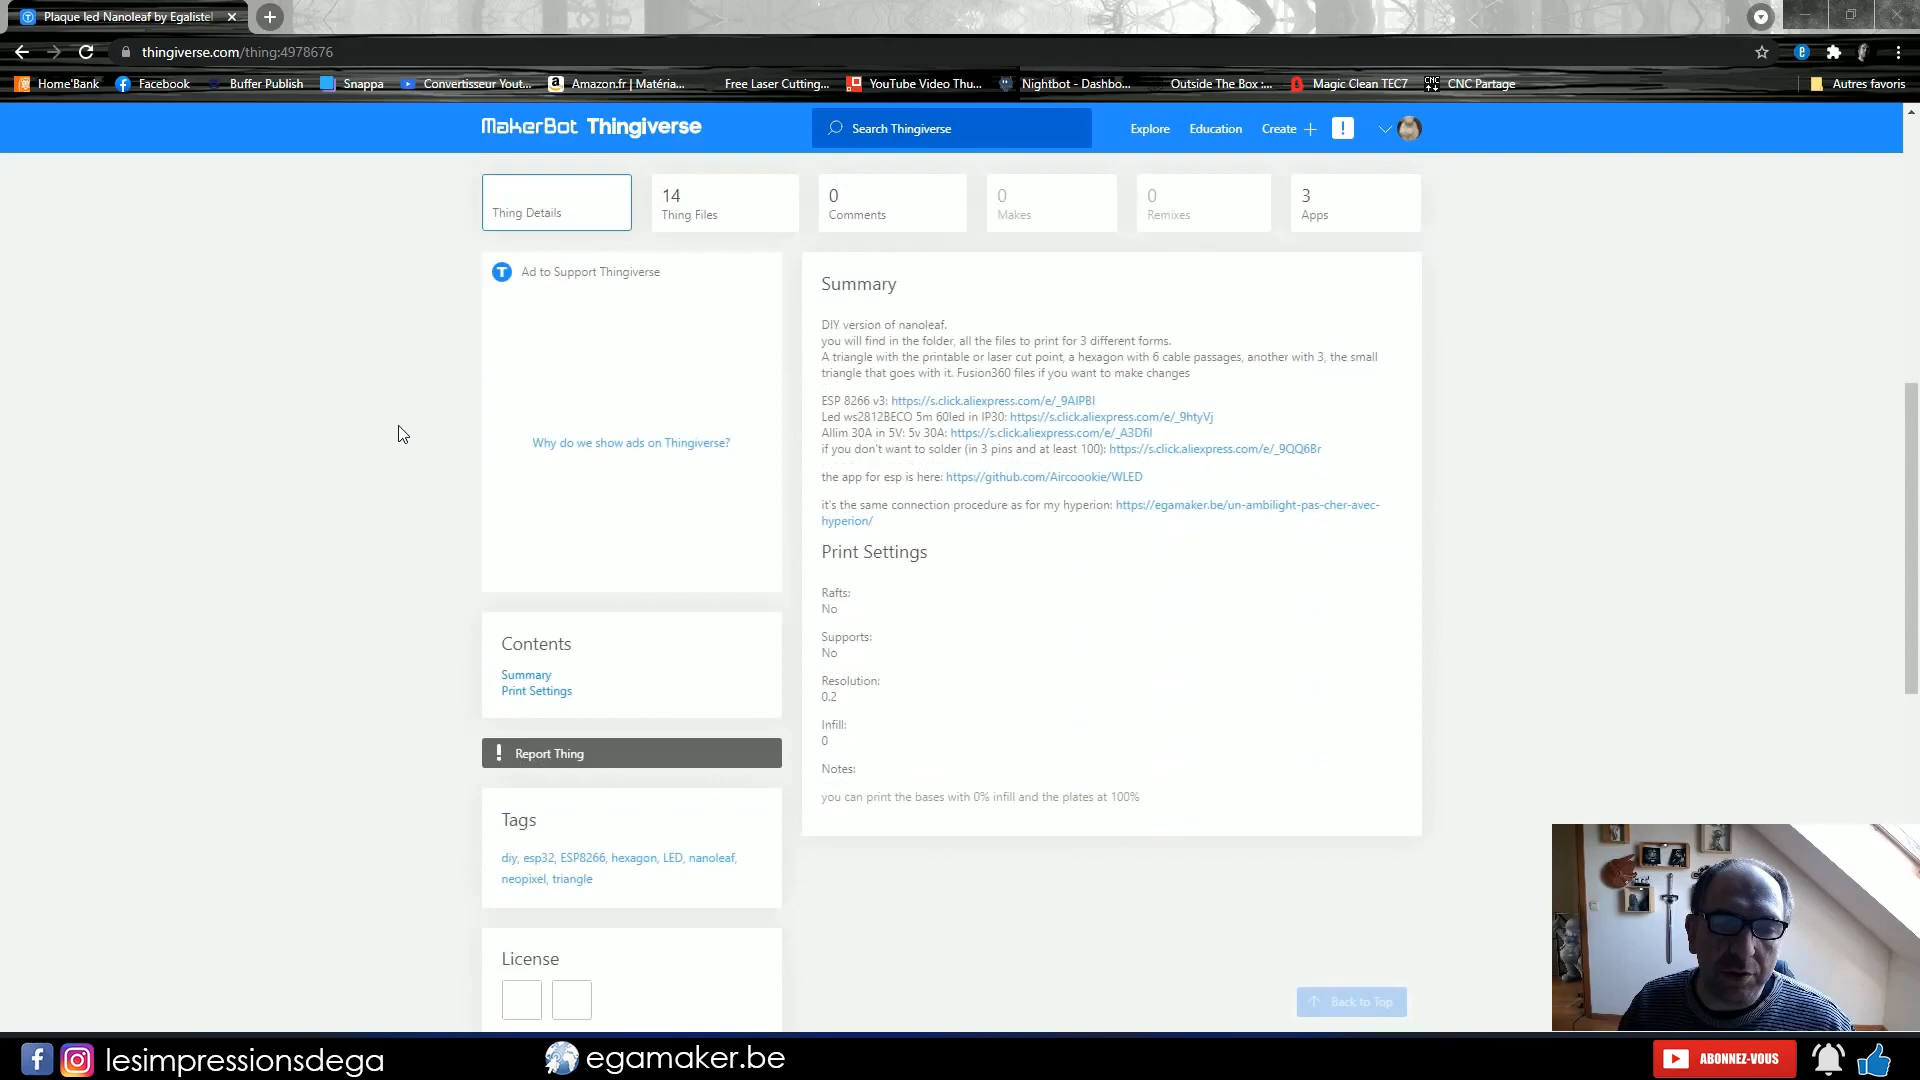 Plaque led Nanoleaf by Egalistel
thingiverse.com/thing:4978676
Home'Bank
Facebook
Buffer Publish
Snappa
Convertisseur Yout...
Amazon.fr | Matéria...
Free Laser Cutting...
YouTube Video Thu...
Nightbot - Dashbo...
Outside The Box :...
Magic Clean TEC7
CNC Partage
Autres favoris
MakerBot Thingiverse
Search Thingiverse
Explore
Education
Create
Thing Details
14
Thing Files
0
Comments
0
Makes
0
Remixes
3
Apps
Ad to Support Thingiverse
Why do we show ads on Thingiverse?
Contents
Summary
Print Settings
Report Thing
Tags
diy, esp32, ESP8266, hexagon, LED, nanoleaf,
neopixel, triangle
License
Summary
DIY version of nanoleaf.
you will find in the folder, all the files to print for 3 different forms.
A triangle with the printable or laser cut point, a hexagon with 6 cable passages, another with 3, the small
triangle that goes with it. Fusion360 files if you want to make changes
ESP 8266 v3: https://s.click.aliexpress.com/e/_9AIPBI
Led ws2812BECO 5m 60led in IP30: https://s.click.aliexpress.com/e/_9htyVj
Allim 30A in 5V: 5v 30A: https://s.click.aliexpress.com/e/_A3Dfil
if you don't want to solder (in 3 pins and at least 100): https://s.click.aliexpress.com/e/_9QQ6Br
the app for esp is here: https://github.com/Aircoookie/WLED
it's the same connection procedure as for my hyperion: https://egamaker.be/un-ambilight-pas-cher-avec-
hyperion/
Print Settings
Rafts:
No
Supports:
No
Resolution:
0.2
Infill:
0
Notes:
you can print the bases with 0% infill and the plates at 100%
Back to Top
lesimpressionsdega
egamaker.be
ABONNEZ-VOUS